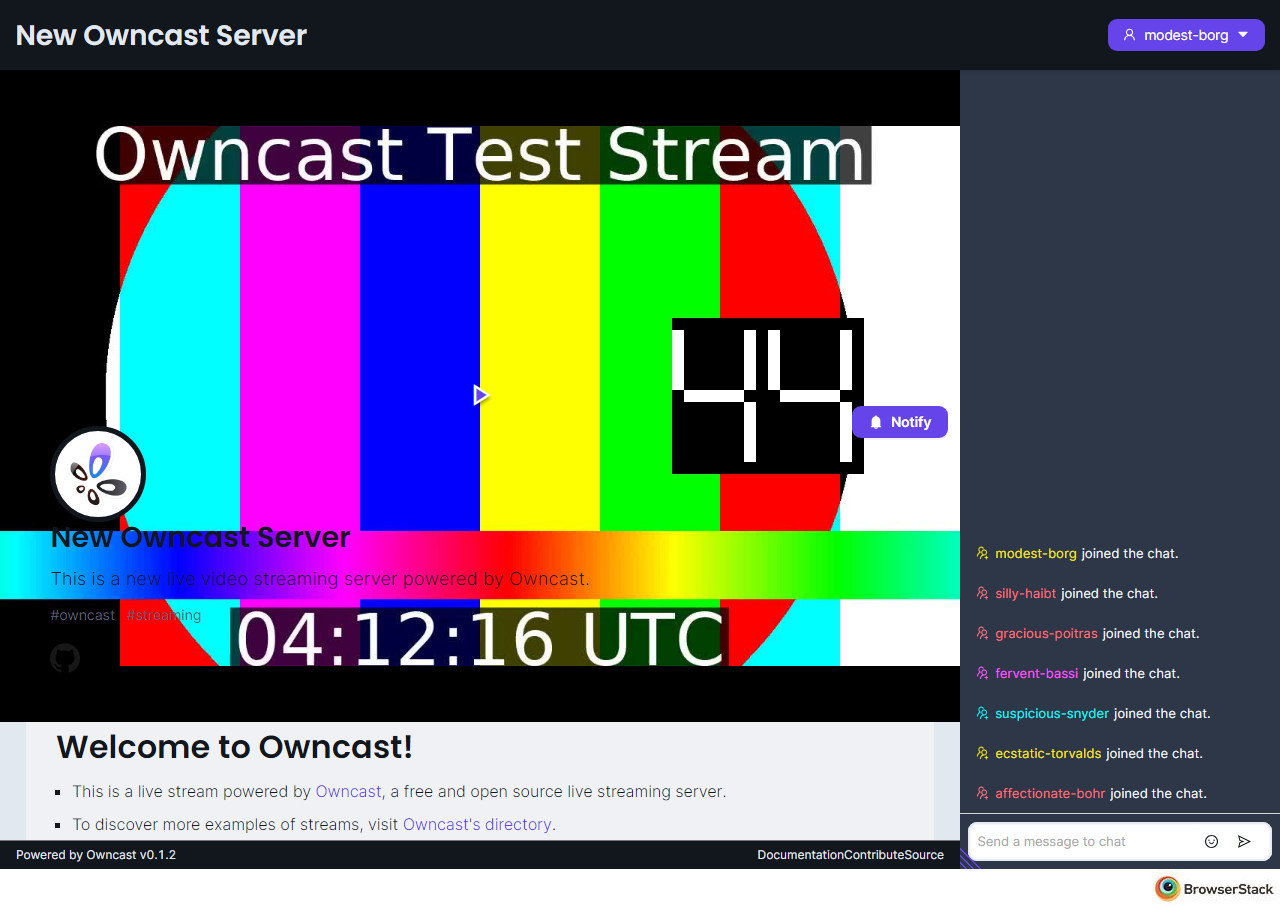 New Owncast Server
modest-borg
Owncast Test Stream
44
Notify
New Owncast Server
This is a new live video streaming server powered by Owncast.
#owncast #streaming
04:12:16 UTC
Welcome to Owncast!
This is a live stream powered by Owncast, a free and open source live streaming server.
To discover more examples of streams, visit Owncast's directory.
modest-borg joined the chat.
silly-haibt joined the chat.
gracious-poitras joined the chat.
fervent-bassi joined the chat.
suspicious-snyder joined the chat.
ecstatic-torvalds joined the chat.
affectionate-bohr joined the chat.
Send a message to chat
Powered by Owncast v0.1.2
DocumentationContributeSource
BrowserStack